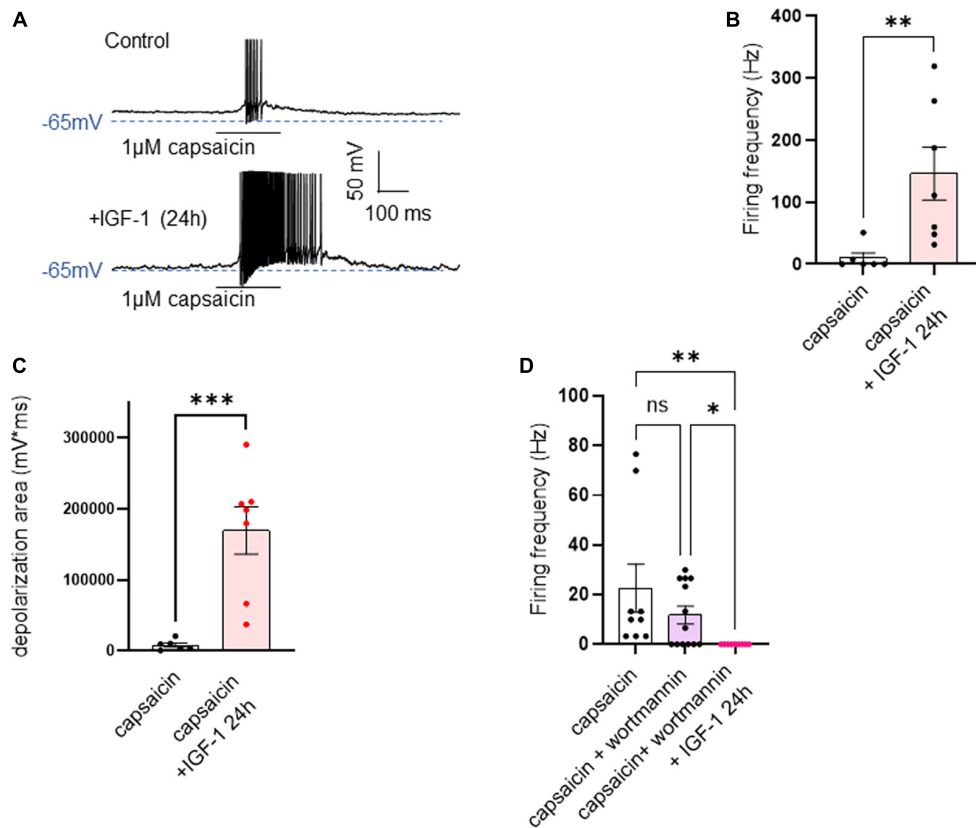 A
Control
-65mV
1μM capsaicin
50 mV
100 ms
+IGF-1 (24h)
-65mV
1μM capsaicin
B
**
Firing frequency (Hz)
400
300
200
100
0
capsaicin
capsaicin
+ IGF-1 24h
C
***
depolarization area (mV*ms)
300000
200000
100000
0
capsaicin
capsaicin
+IGF-1 24h
D
**
ns
*
Firing frequency (Hz)
100
80
60
40
20
0
capsaicin
capsaicin + wortmannin
capsaicin+ wortmannin
+ IGF-1 24h